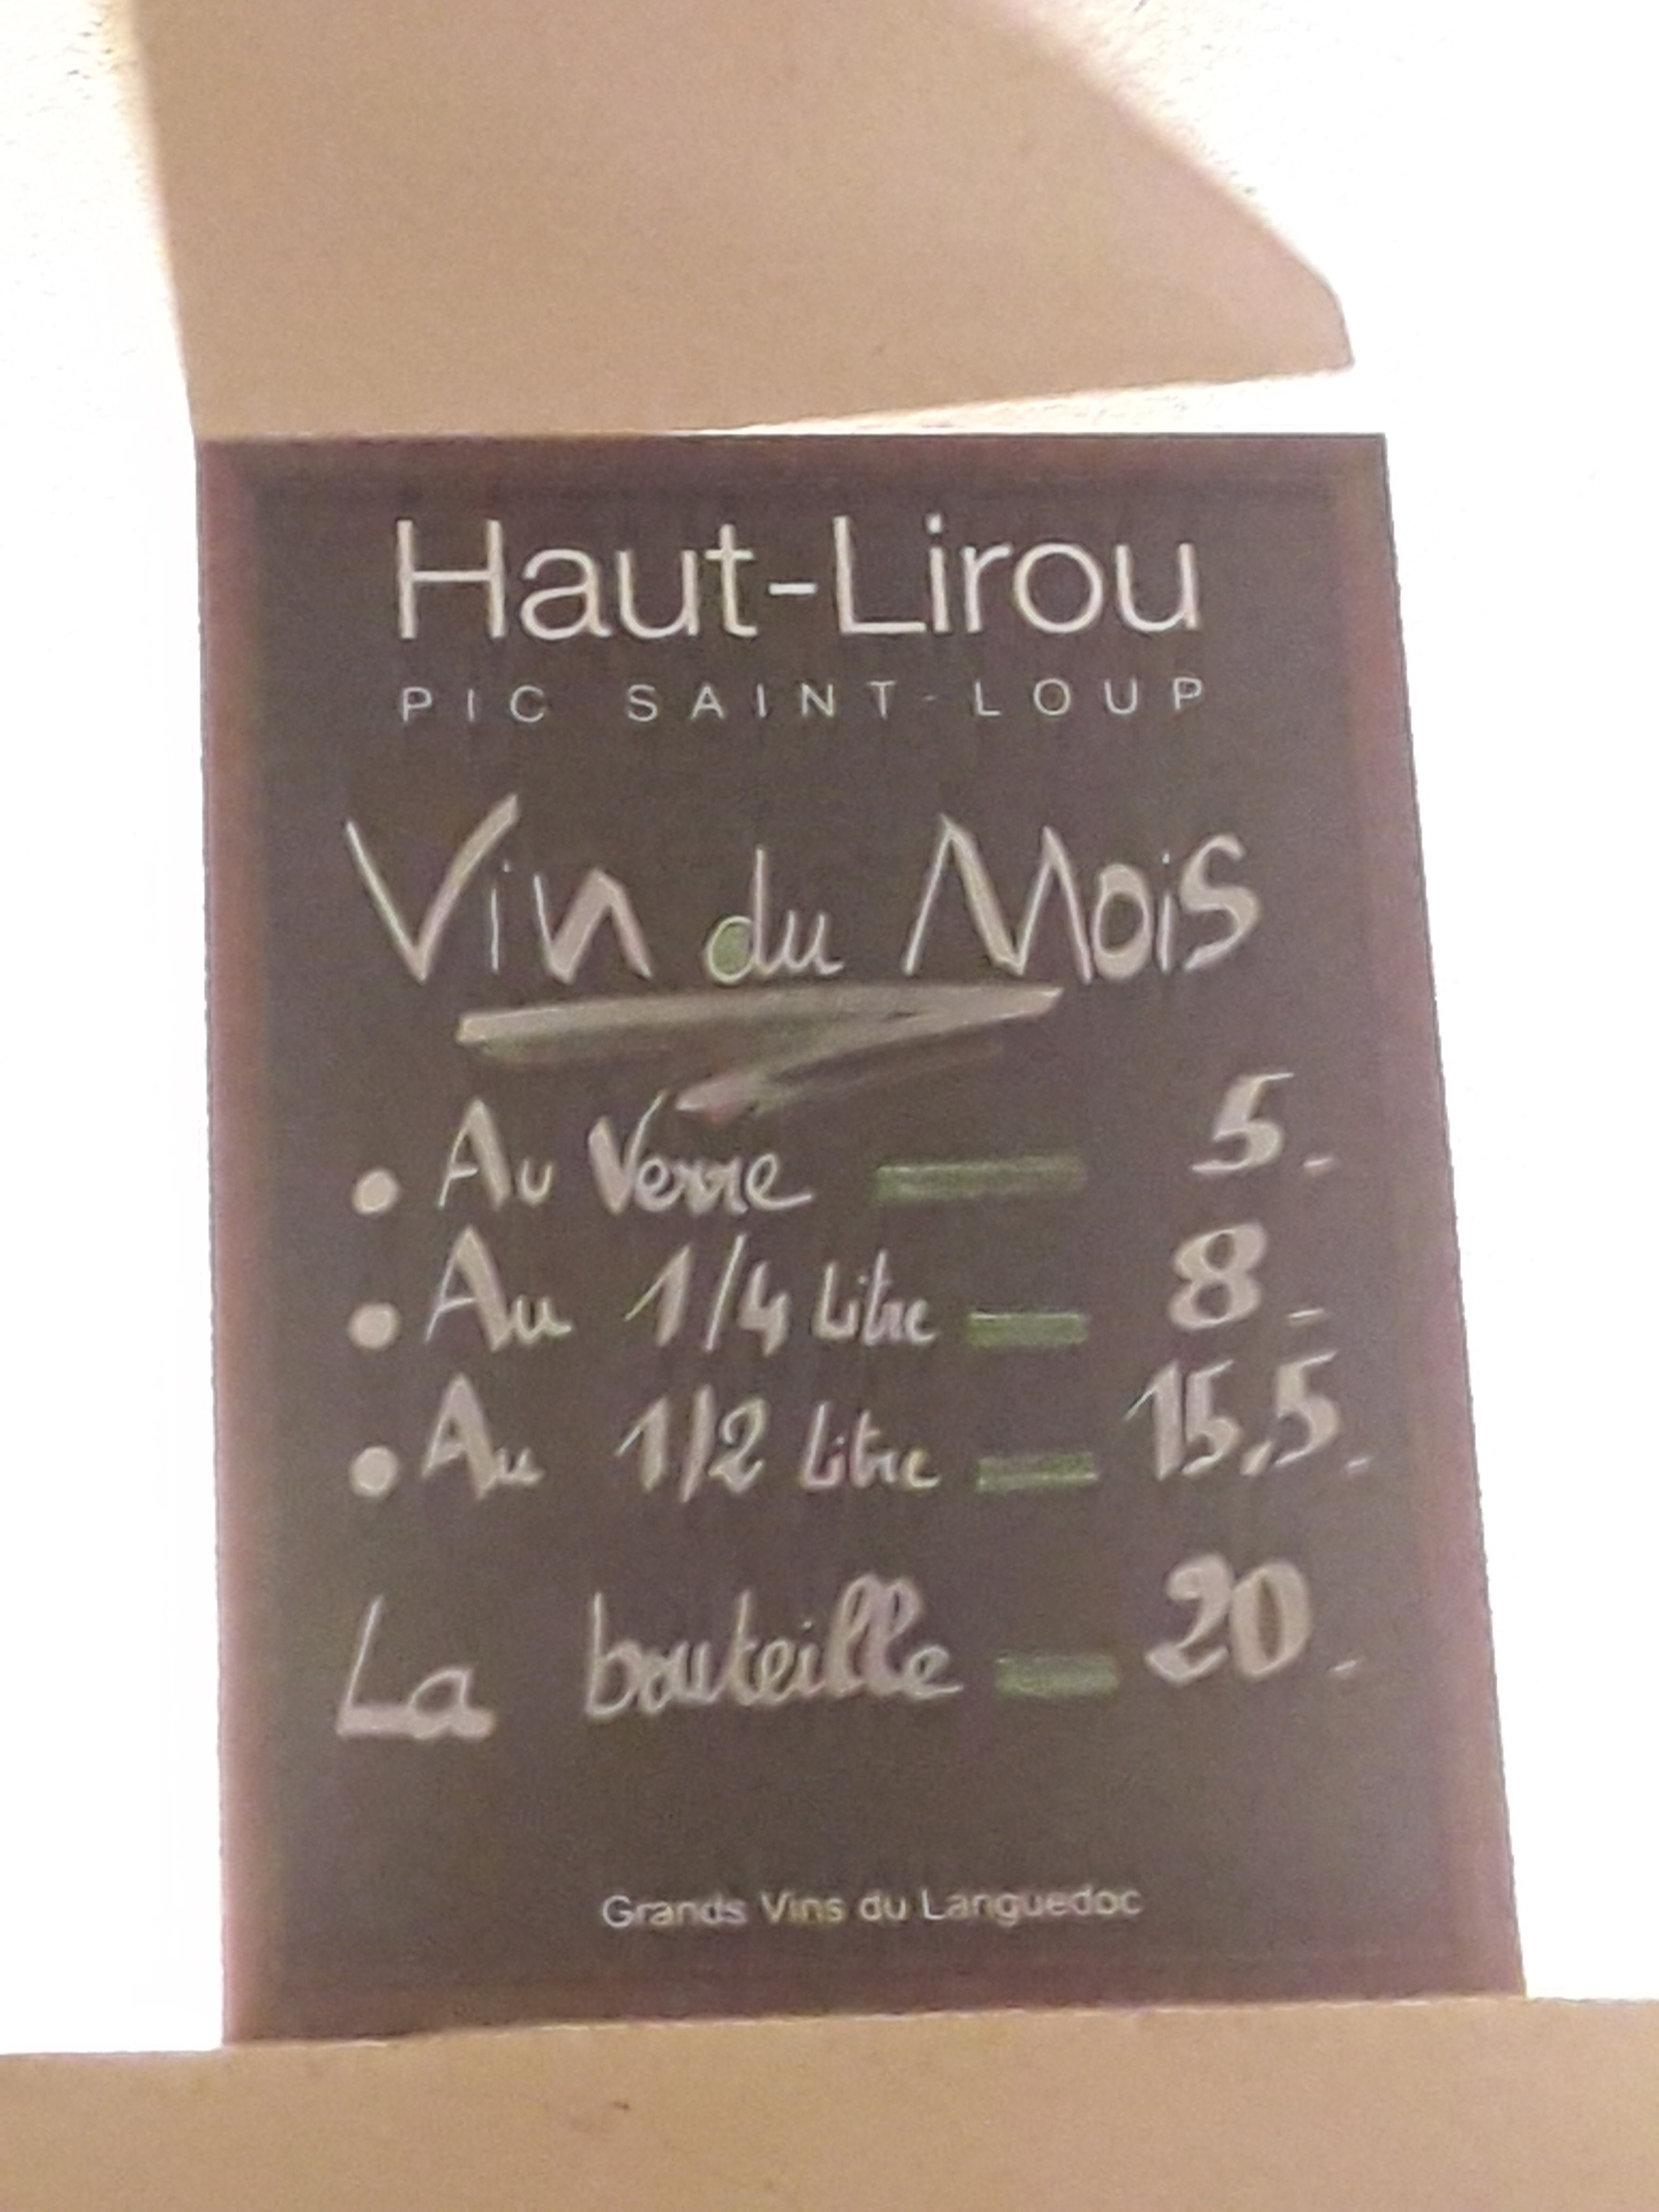 Haut-Lirou
PIC SAINT-LOUP
Vin du Mois
• Au Verre — 5.-
• Au 1/4 Litre — 8.-
• Au 1/2 Litre — 15,5.-
La bouteille — 20.-
Grands Vins du Languedoc